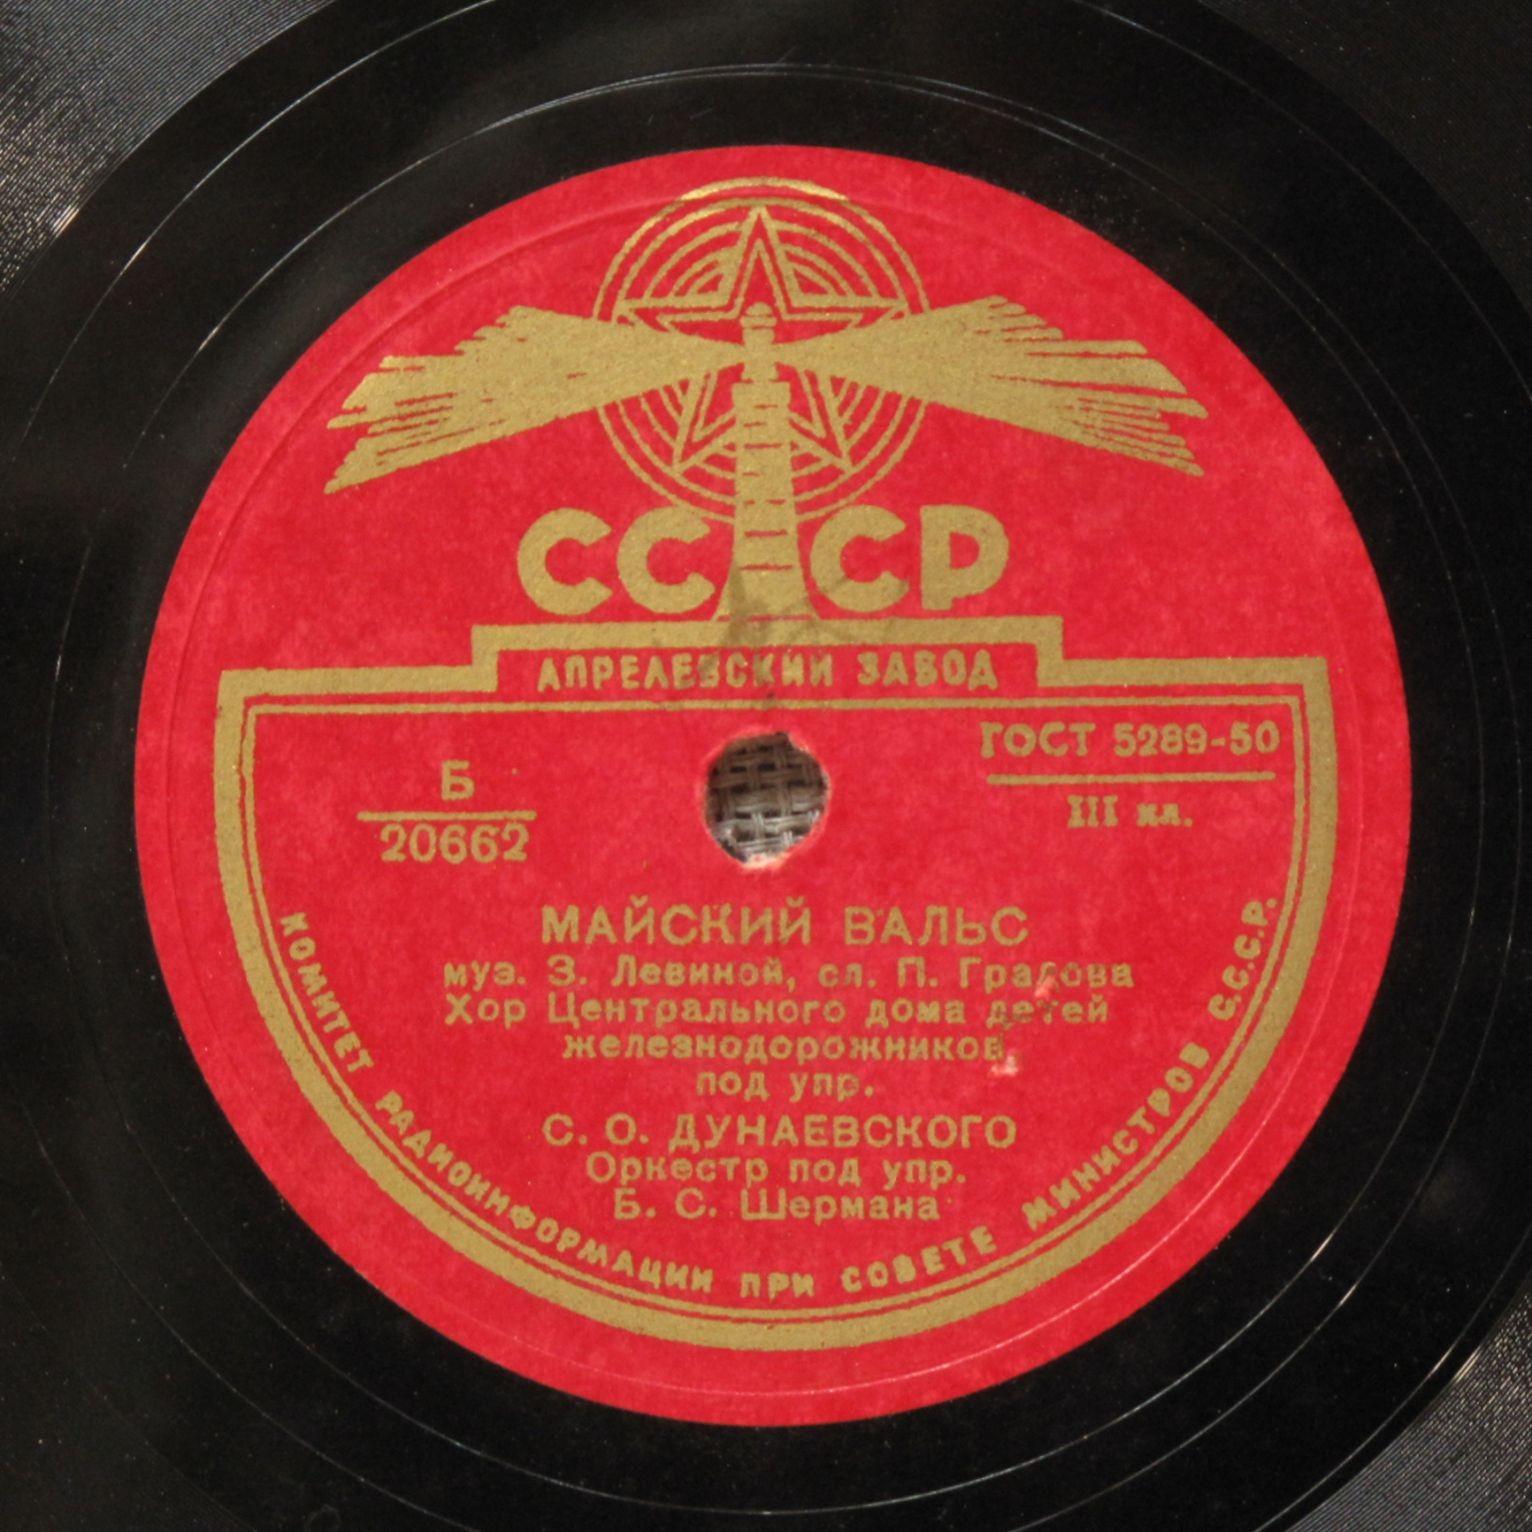 СССР
АПРЕЛЕВСКИЙ ЗАВОД
ГОСТ 5289-50
III кл.
Б
20662
МАЙСКИЙ ВАЛЬС
муз. З. Левиной, сл. П. Градова
Хор Центрального дома детей
железнодорожников
под упр.
С. О. ДУНАЕВСКОГО
Оркестр под упр.
Б. С. Шермана
КОМИТЕТ РАДИОИНФОРМАЦИИ ПРИ СОВЕТЕ МИНИСТРОВ С.С.С.Р.